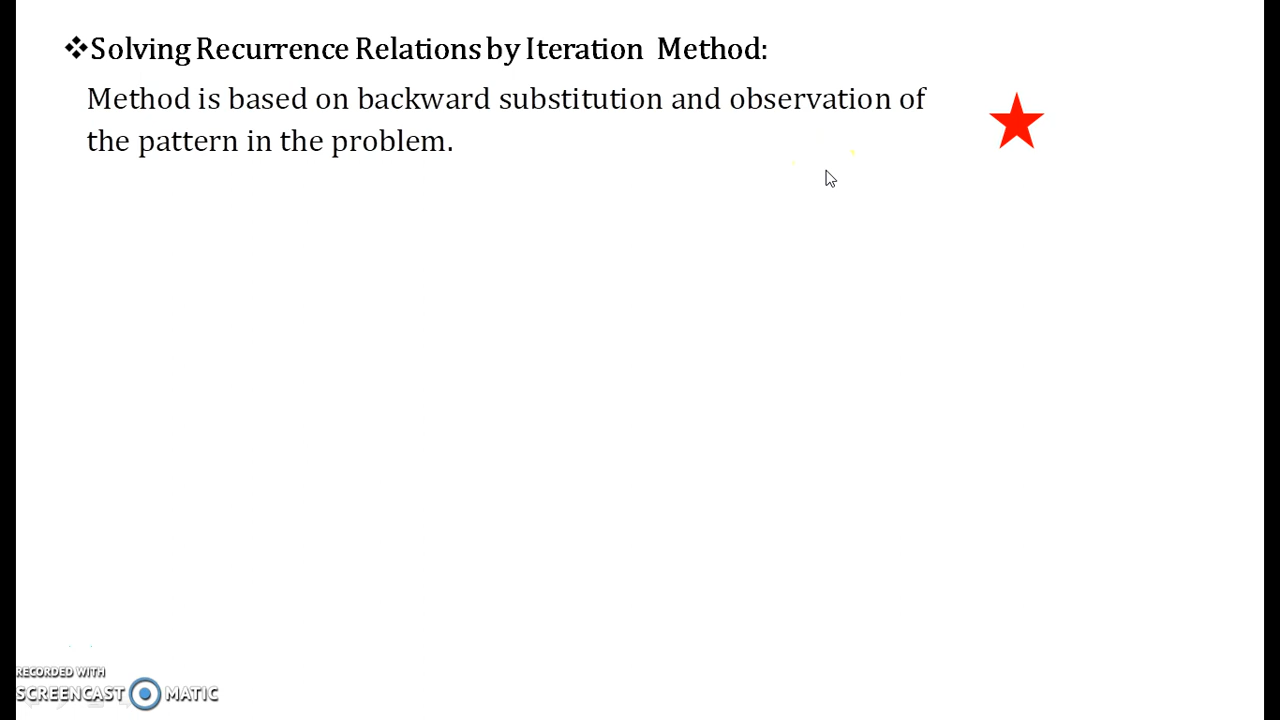 ❖Solving Recurrence Relations by Iteration Method:
Method is based on backward substitution and observation of
the pattern in the problem.
RECORDED WITH
SCREENCAST MATIC